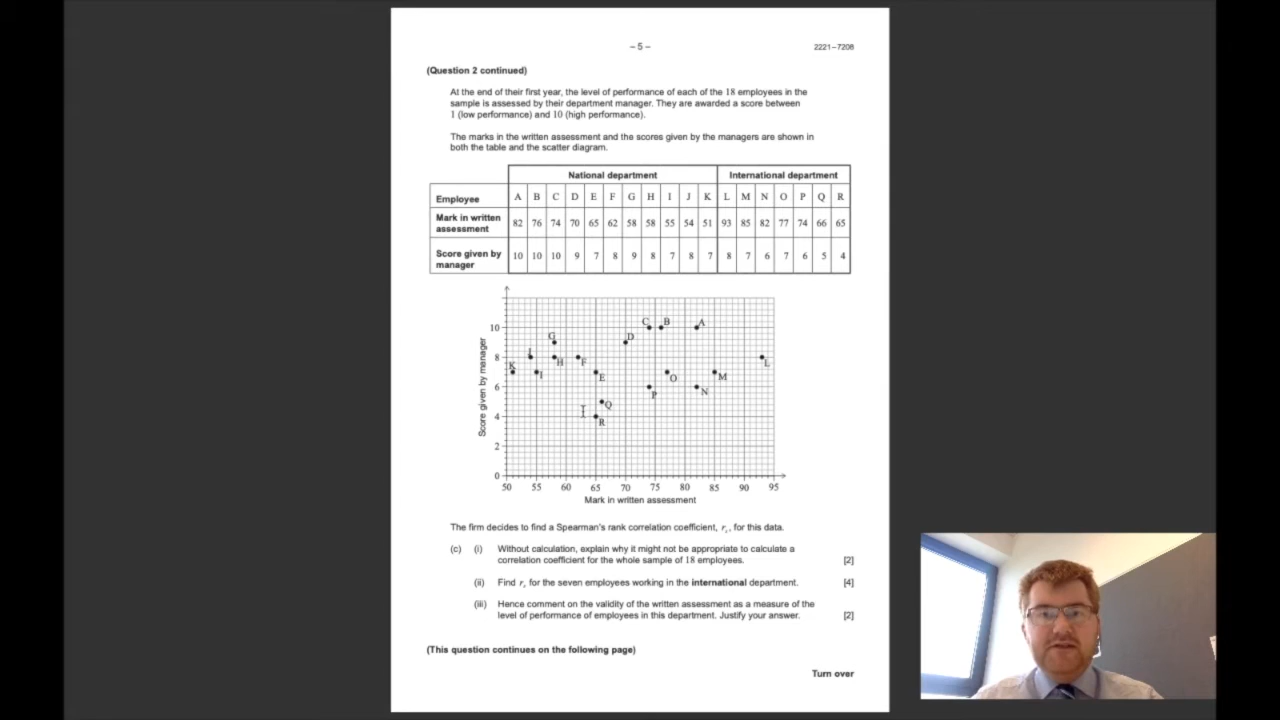 – 5 –
2221–7208
(Question 2 continued)
At the end of their first year, the level of performance of each of the 18 employees in the
sample is assessed by their department manager. They are awarded a score between
1 (low performance) and 10 (high performance).
The marks in the written assessment and the scores given by the managers are shown in
both the table and the scatter diagram.
National department International department
Employee A B C D E F G H I J K L M N O P Q R
Mark in written
assessment
82 76 74 70 65 62 58 58 55 54 51 93 85 82 77 74 66 65
Score given by
manager
10 10 10 9 7 8 9 8 7 8 7 8 7 6 7 6 5 4
Score given by manager
10
8
6
4
2
0
C B A
G D
J H F L
K I E O M
P N
Q
R
50 55 60 65 70 75 80 85 90 95
Mark in written assessment
The firm decides to find a Spearman's rank correlation coefficient, rs, for this data.
(c) (i) Without calculation, explain why it might not be appropriate to calculate a
correlation coefficient for the whole sample of 18 employees. [2]
(ii) Find rs for the seven employees working in the international department. [4]
(iii) Hence comment on the validity of the written assessment as a measure of the
level of performance of employees in this department. Justify your answer. [2]
(This question continues on the following page)
Turn over